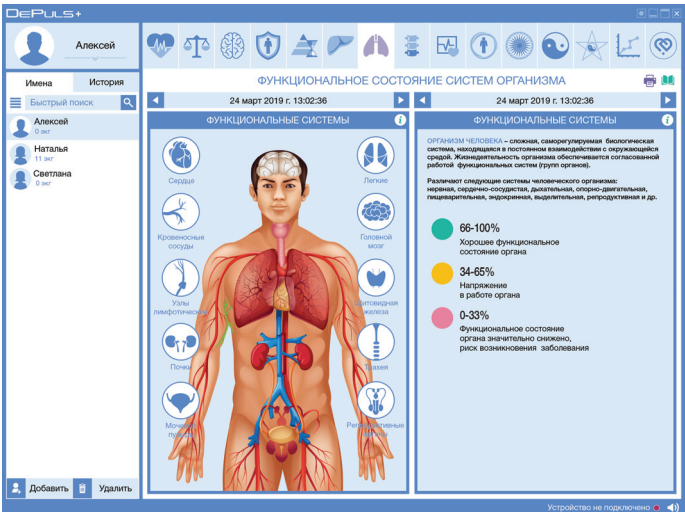 DEPULS+
Алексей
Имена
История
Быстрый поиск
Алексей
0 экг
Наталья
11 экг
Светлана
0 экг
Добавить
Удалить
ФУНКЦИОНАЛЬНОЕ СОСТОЯНИЕ СИСТЕМ ОРГАНИЗМА
24 март 2019 г. 13:02:36
ФУНКЦИОНАЛЬНЫЕ СИСТЕМЫ
Сердце
Легкие
Кровеносные
сосуды
Головной
мозг
Узлы
лимфотические
Щитовидная
железа
Почки
Трахея
24 март 2019 г. 13:02:36
ФУНКЦИОНАЛЬНЫЕ СИСТЕМЫ
ОРГАНИЗМ ЧЕЛОВЕКА – сложная, саморегулируемая биологическая
система, находящаяся в постоянном взаимодействии с окружающейся
средой. Жизнедеятельность организма обеспечивается согласованной
работой функциональных систем (групп органов).
Различают следующие системы человеческого организма:
нервная, сердечно-сосудистая, дыхательная, опорно-двигательная,
пищеварительная, эндокринная, выделительная, репродуктивная и др.
66-100%
Хорошее функциональное
состояние органа
34-65%
Напряжение
в работе органа
0-33%
Функциональное состояние
органа значительно снижено,
риск возникновения заболевания
Устройство не подключено